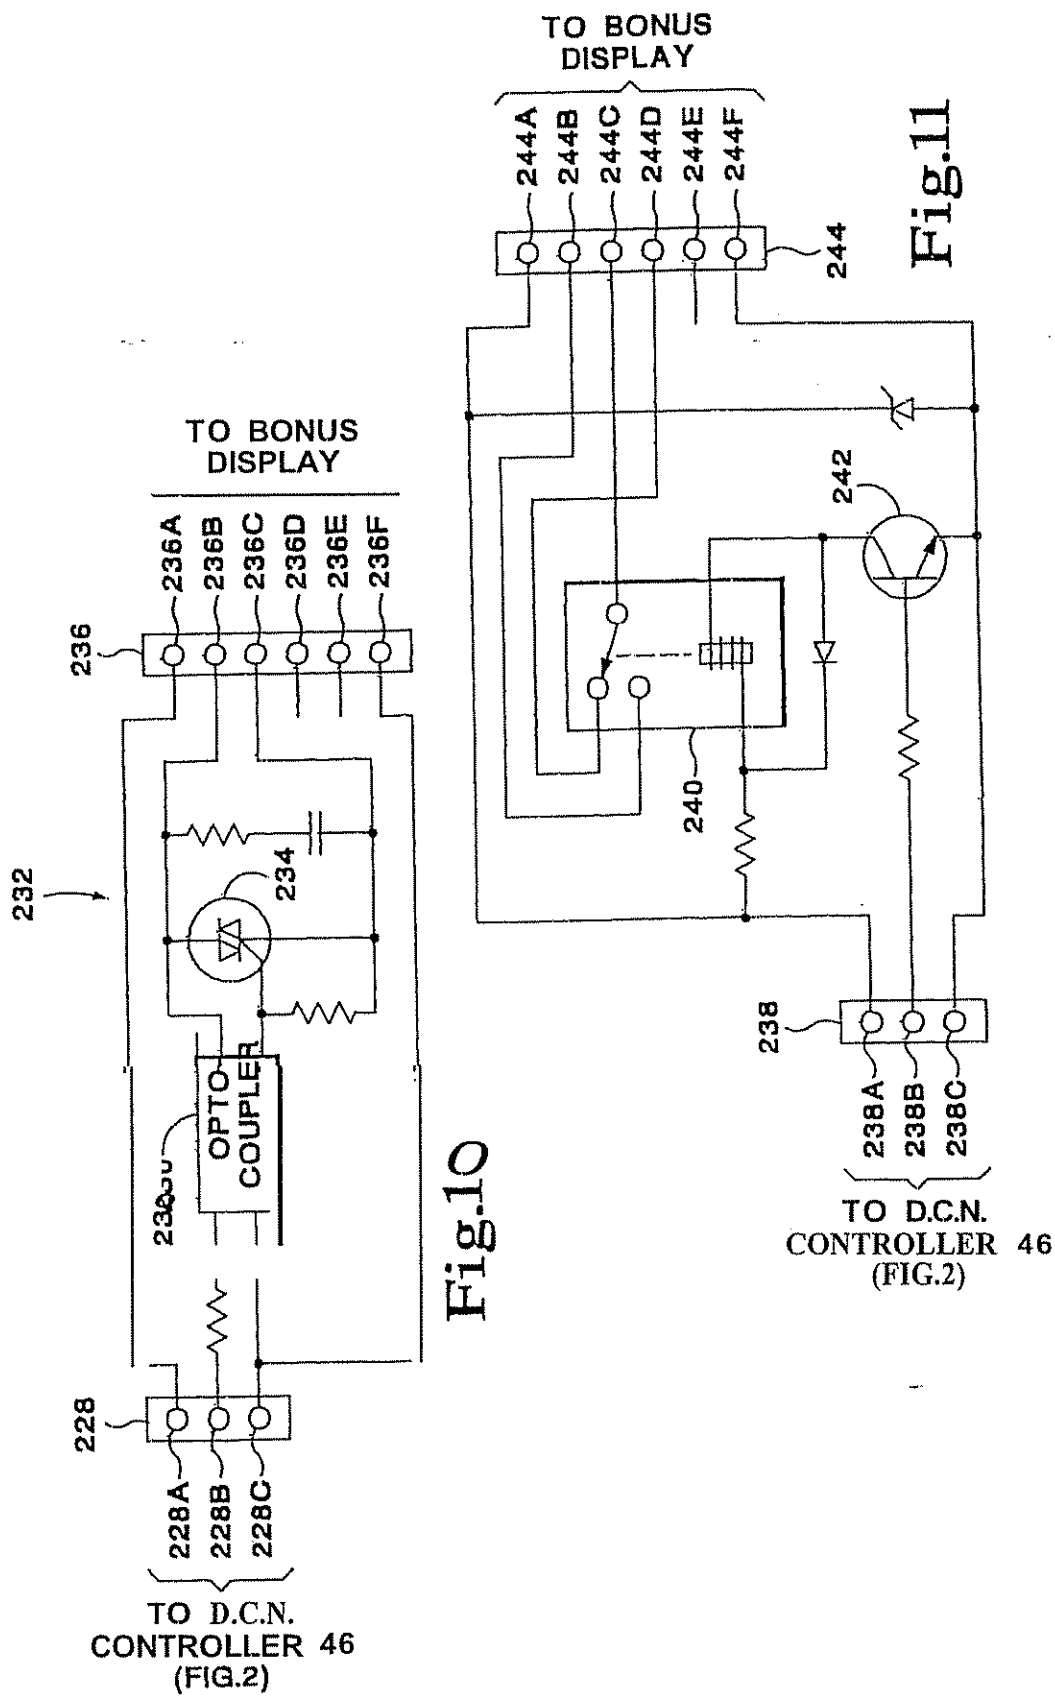 TO BONUS
DISPLAY
244A
244B
244C
244D
244E
244F
244
Fig.11
242
240
238
238A
238B
238C
TO D.C.N.
CONTROLLER 46
(FIG.2)
TO BONUS
DISPLAY
236A
236B
236C
236D
236E
236F
236
232
234
OPTO
COUPLER
Fig.10
228
228A
228B
228C
TO D.C.N.
CONTROLLER 46
(FIG.2)